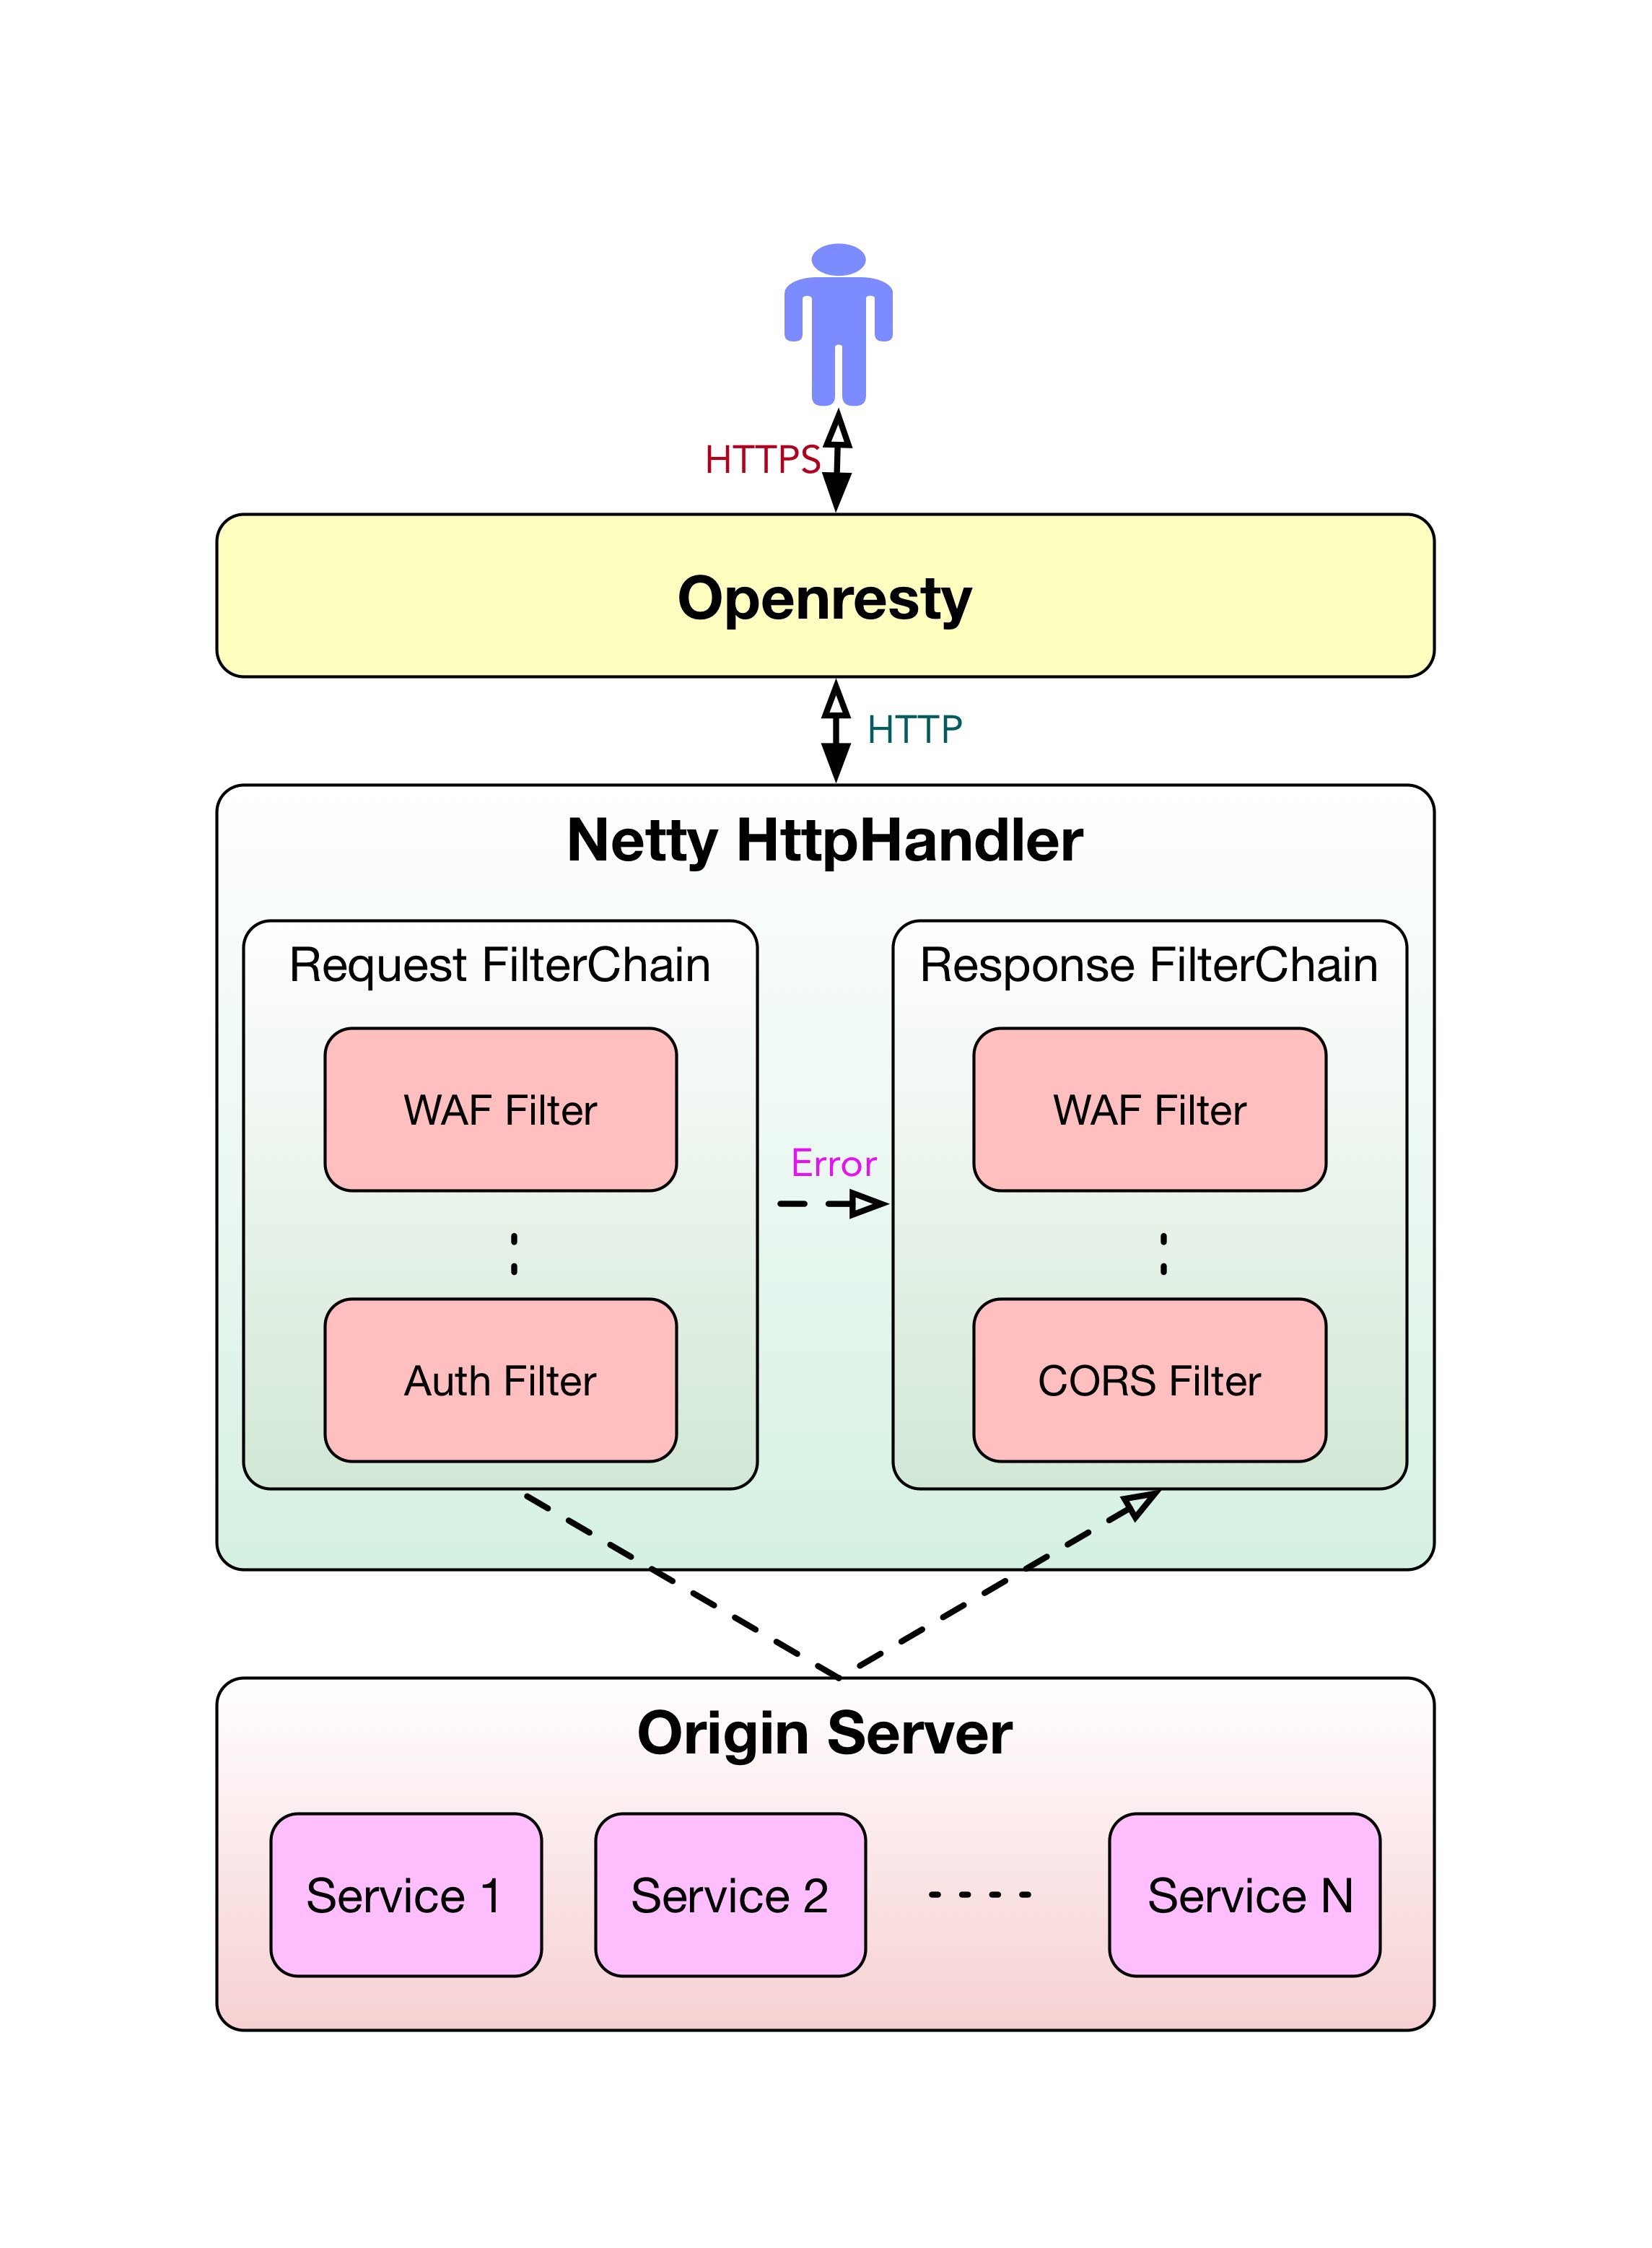 HTTPS
Openresty
HTTP
Netty HttpHandler
Request FilterChain
WAF Filter
Auth Filter
Error
Response FilterChain
WAF Filter
CORS Filter
Origin Server
Service 1
Service 2
Service N